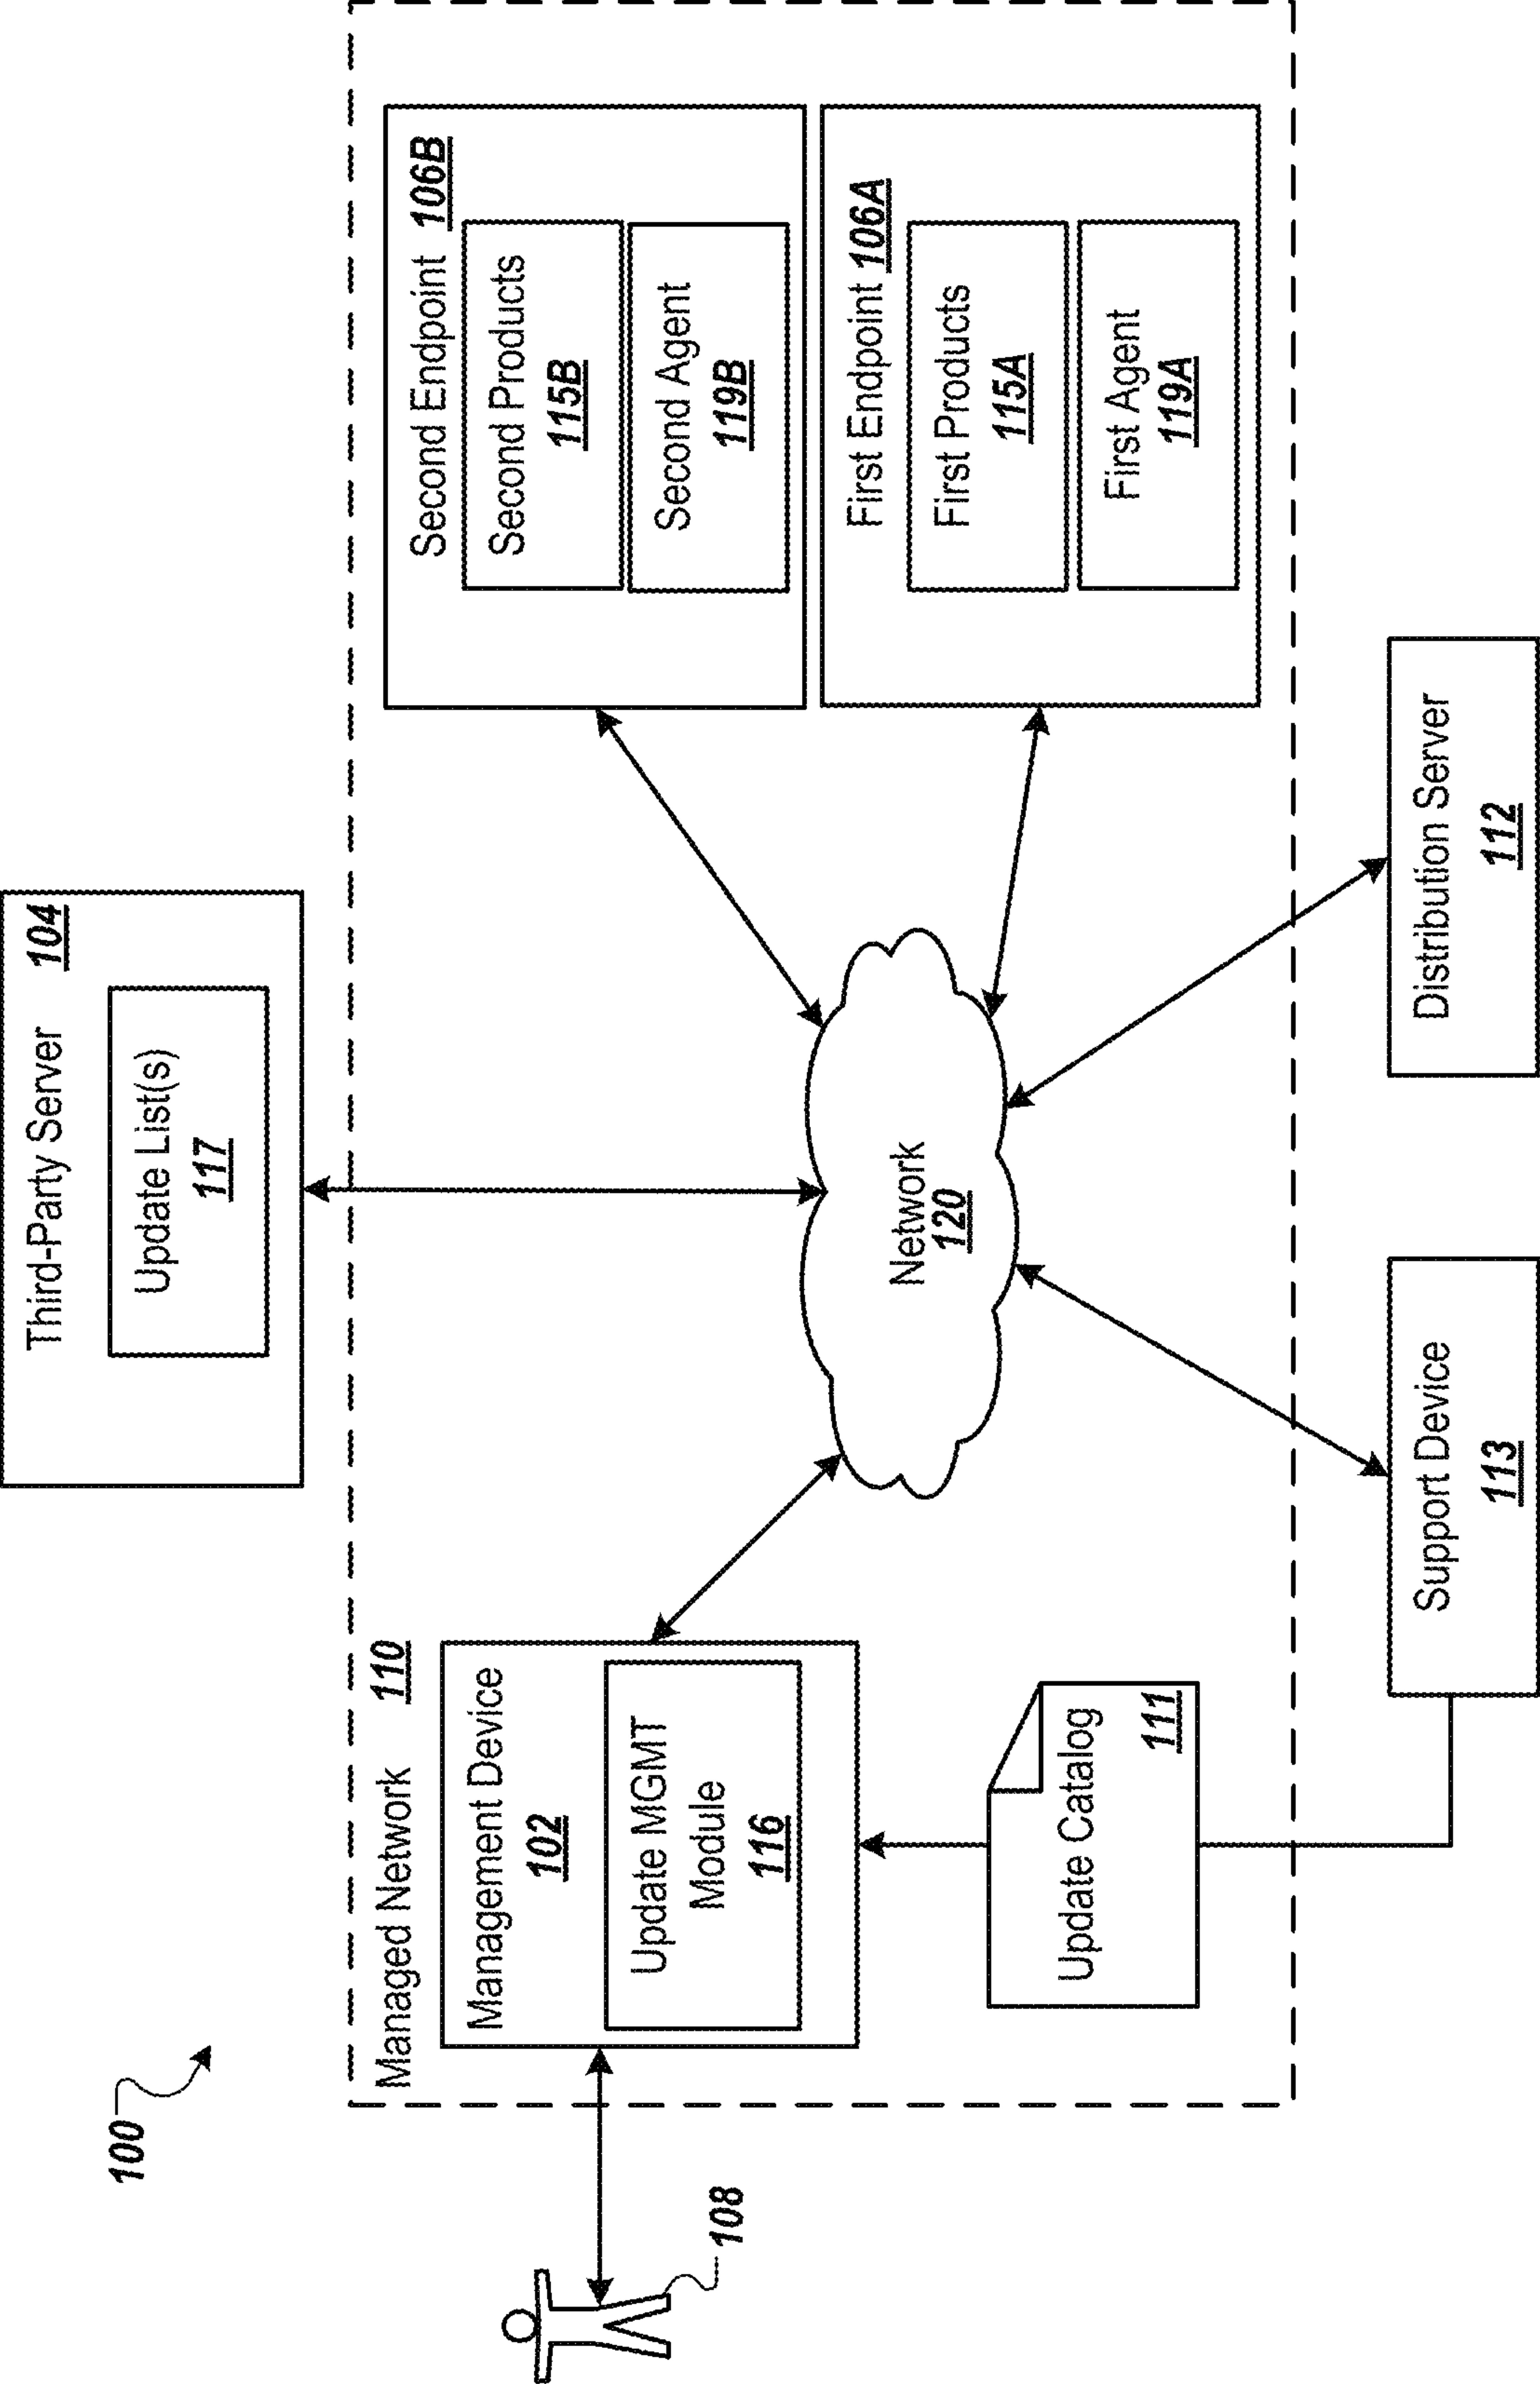 100
Third-Party Server 104
Update List(s)
117
Managed Network 110
Management Device
102
Update MGMT
Module
116
Second Endpoint 106B
Second Products
115B
Second Agent
119B
108
Network
120
First Endpoint 106A
First Products
115A
First Agent
119A
Update Catalog
111
Support Device
113
Distribution Server
112